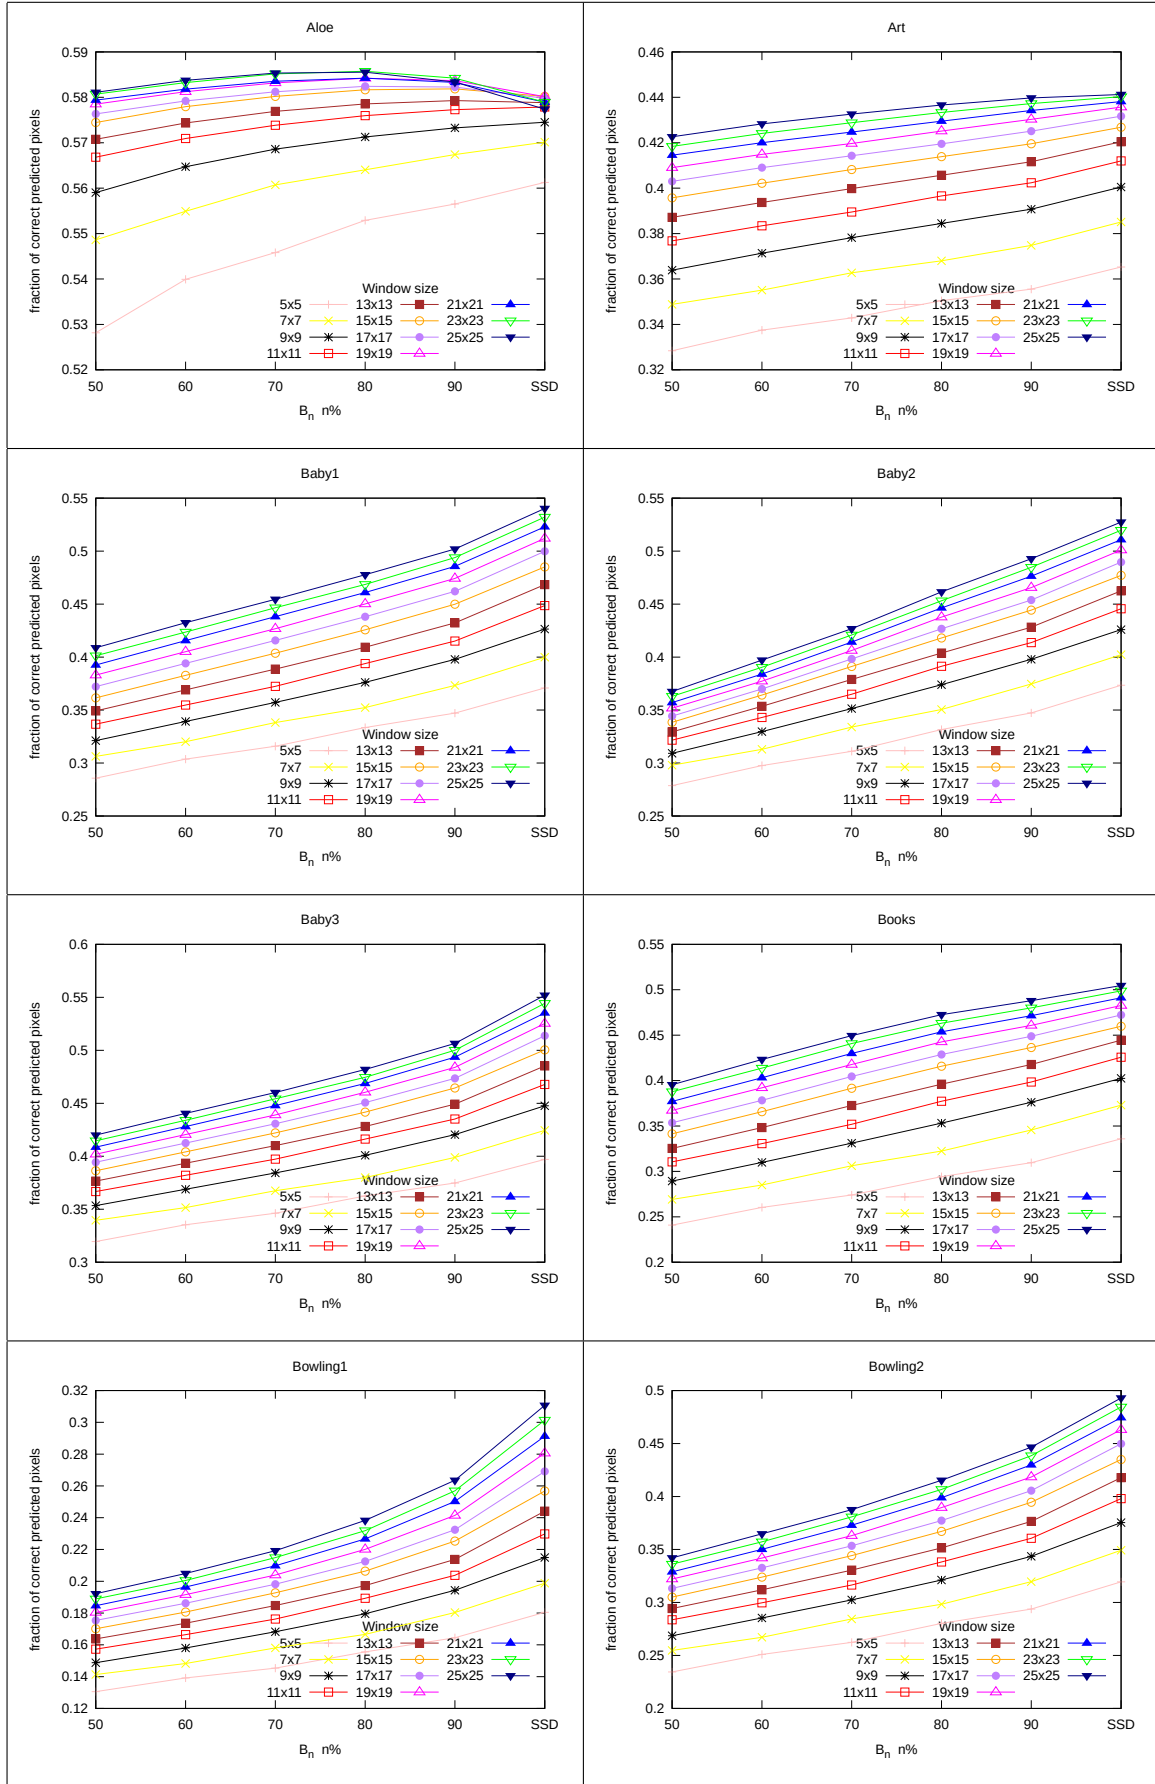 Aloe
fraction of correct predicted pixels
0.59
0.58
0.57
0.56
0.55
0.54
0.53
0.52
50 60 70 80 90 SSD
B_n n%
Window size
5x5 13x13 21x21
7x7 15x15 23x23
9x9 17x17 25x25
11x11 19x19
Art
fraction of correct predicted pixels
0.46
0.44
0.42
0.4
0.38
0.36
0.34
0.32
50 60 70 80 90 SSD
B_n n%
Window size
5x5 13x13 21x21
7x7 15x15 23x23
9x9 17x17 25x25
11x11 19x19
Baby1
fraction of correct predicted pixels
0.55
0.5
0.45
0.4
0.35
0.3
0.25
50 60 70 80 90 SSD
B_n n%
Window size
5x5 13x13 21x21
7x7 15x15 23x23
9x9 17x17 25x25
11x11 19x19
Baby2
fraction of correct predicted pixels
0.55
0.5
0.45
0.4
0.35
0.3
0.25
50 60 70 80 90 SSD
B_n n%
Window size
5x5 13x13 21x21
7x7 15x15 23x23
9x9 17x17 25x25
11x11 19x19
Baby3
fraction of correct predicted pixels
0.6
0.55
0.5
0.45
0.4
0.35
0.3
50 60 70 80 90 SSD
B_n n%
Window size
5x5 13x13 21x21
7x7 15x15 23x23
9x9 17x17 25x25
11x11 19x19
Books
fraction of correct predicted pixels
0.55
0.5
0.45
0.4
0.35
0.3
0.25
0.2
50 60 70 80 90 SSD
B_n n%
Window size
5x5 13x13 21x21
7x7 15x15 23x23
9x9 17x17 25x25
11x11 19x19
Bowling1
fraction of correct predicted pixels
0.32
0.3
0.28
0.26
0.24
0.22
0.2
0.18
0.16
0.14
0.12
50 60 70 80 90 SSD
B_n n%
Window size
5x5 13x13 21x21
7x7 15x15 23x23
9x9 17x17 25x25
11x11 19x19
Bowling2
fraction of correct predicted pixels
0.5
0.45
0.4
0.35
0.3
0.25
0.2
50 60 70 80 90 SSD
B_n n%
Window size
5x5 13x13 21x21
7x7 15x15 23x23
9x9 17x17 25x25
11x11 19x19